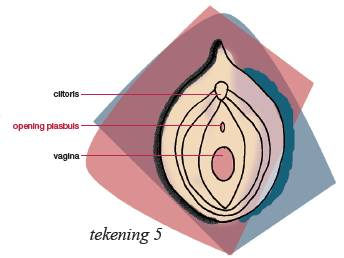 clitoris
opening plasbuis
vagina
tekening 5